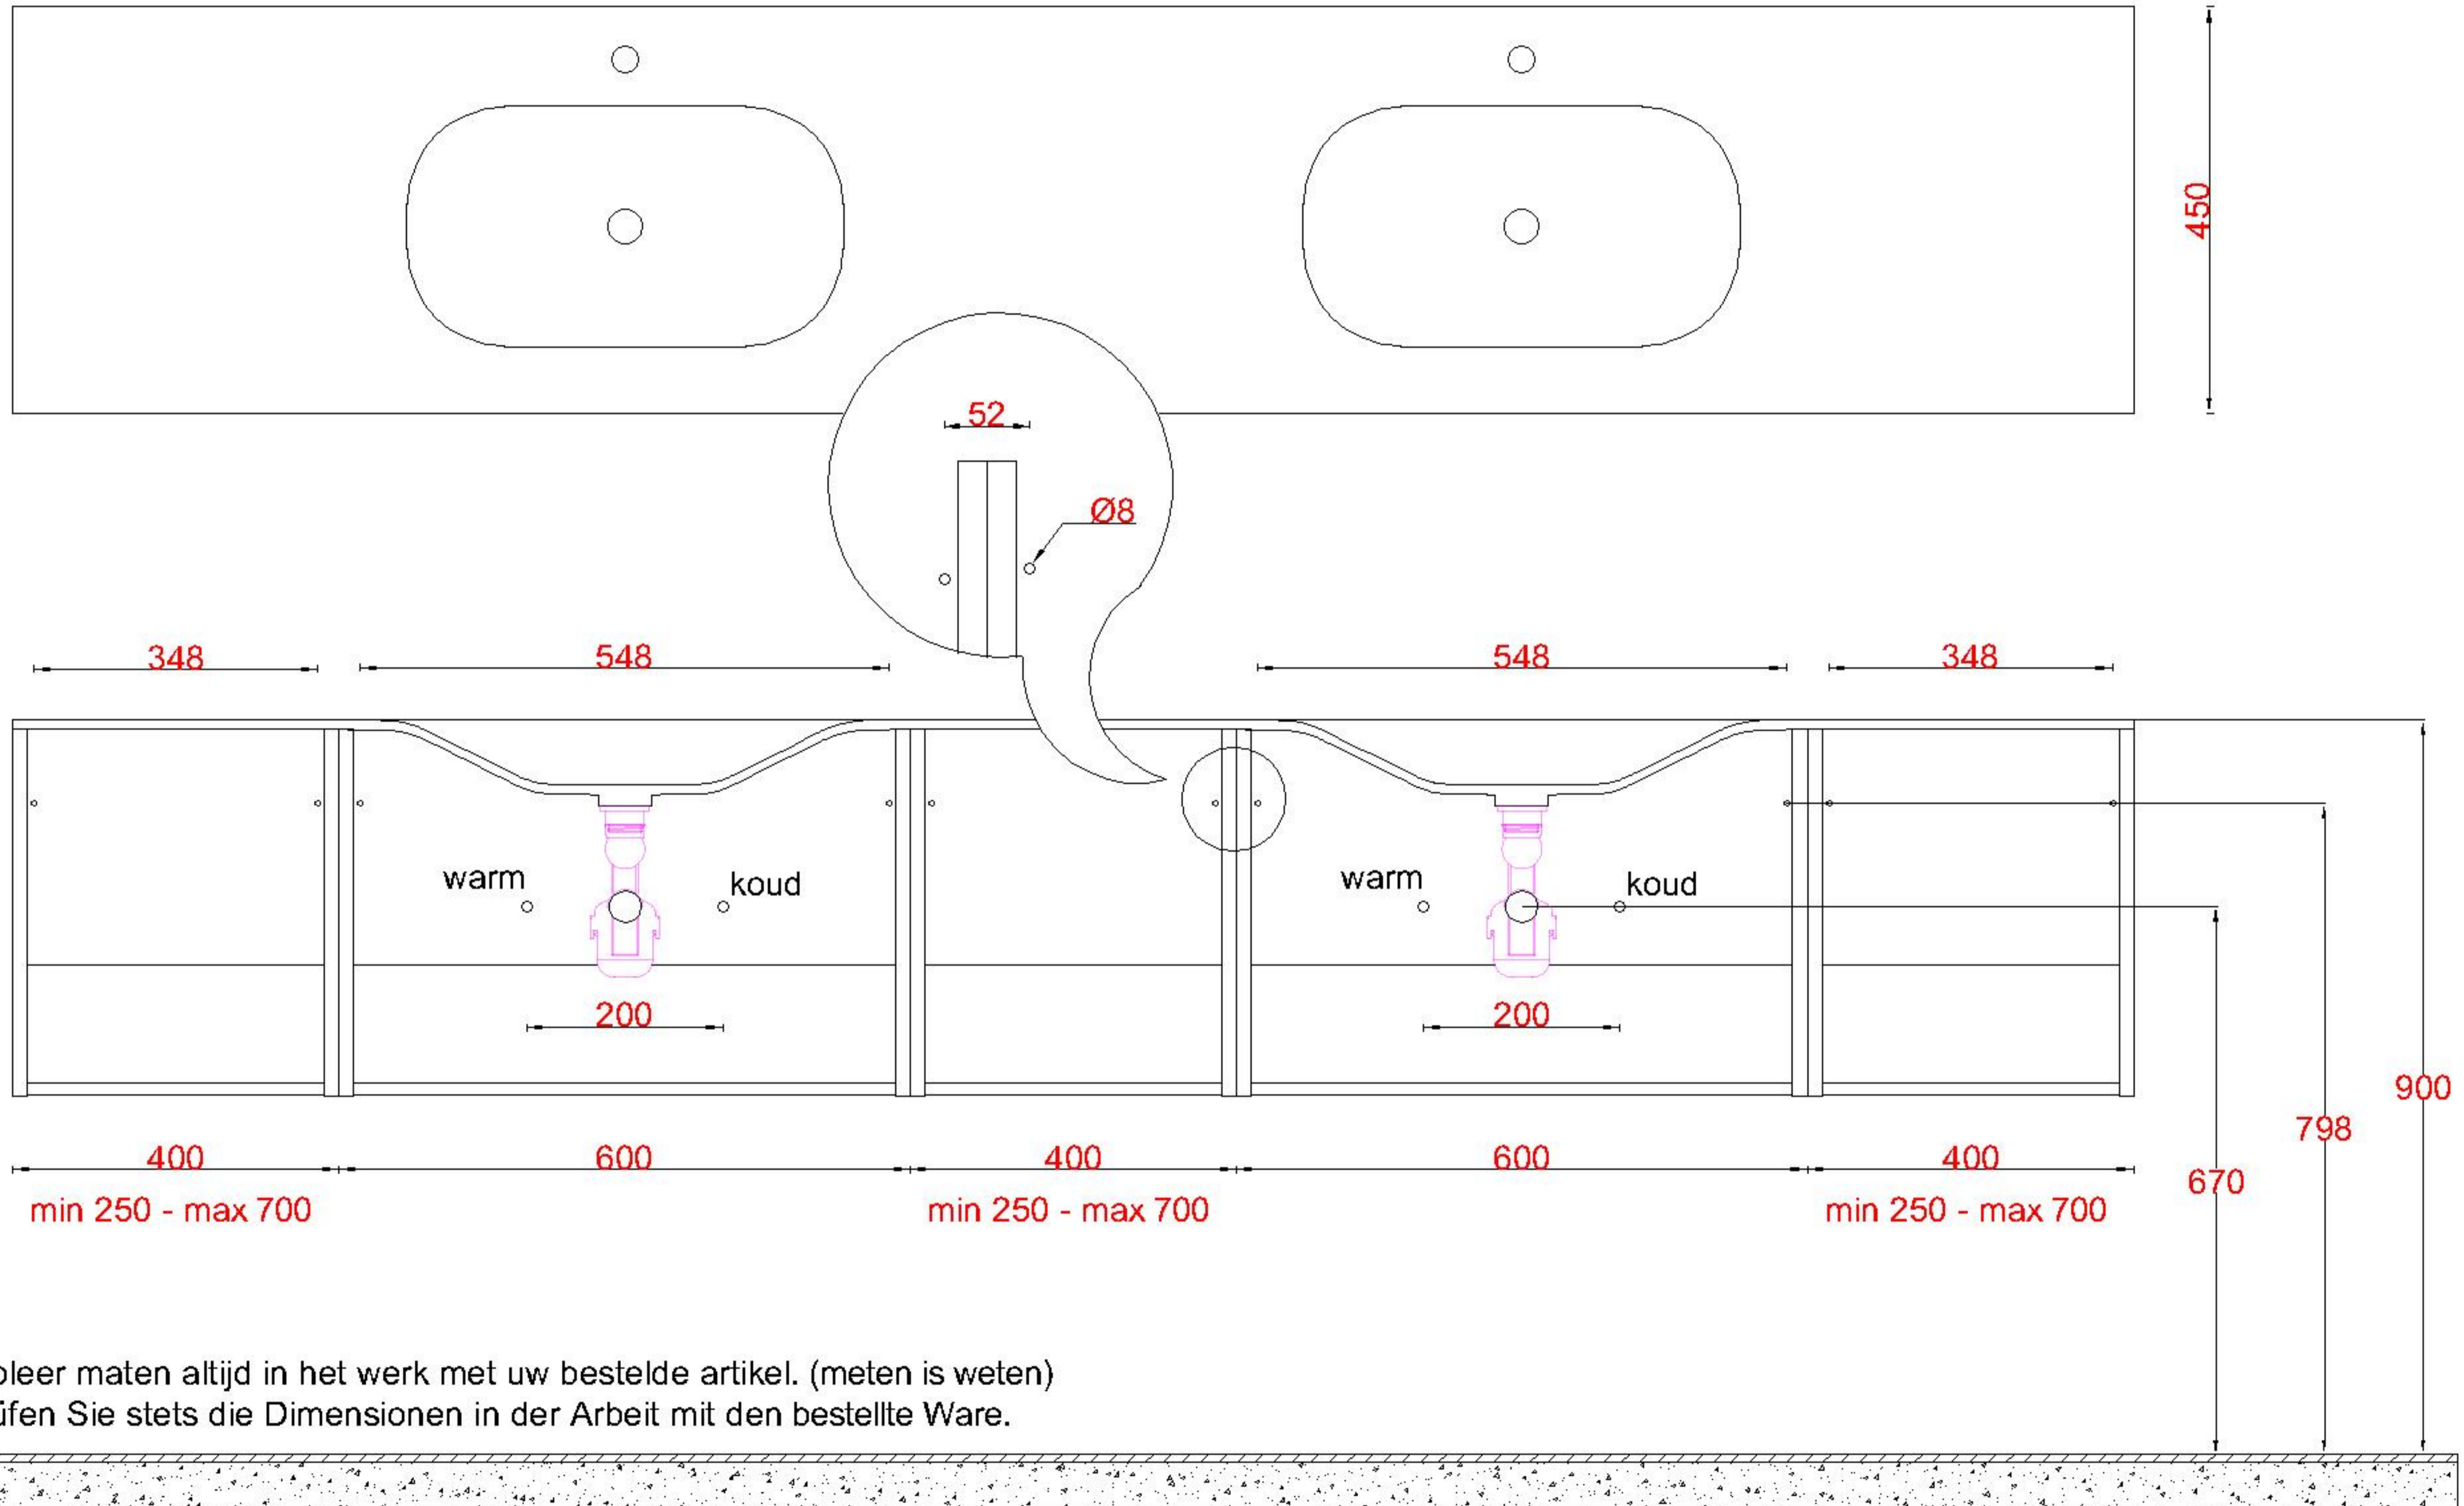 450
52
Ø8
348
548
548
348
warm
koud
warm
koud
200
200
900
798
670
400
600
400
600
400
min 250 - max 700
min 250 - max 700
min 250 - max 700
oleer maten altijd in het werk met uw bestelde artikel. (meten is weten)
üfen Sie stets die Dimensionen in der Arbeit mit den bestellte Ware.